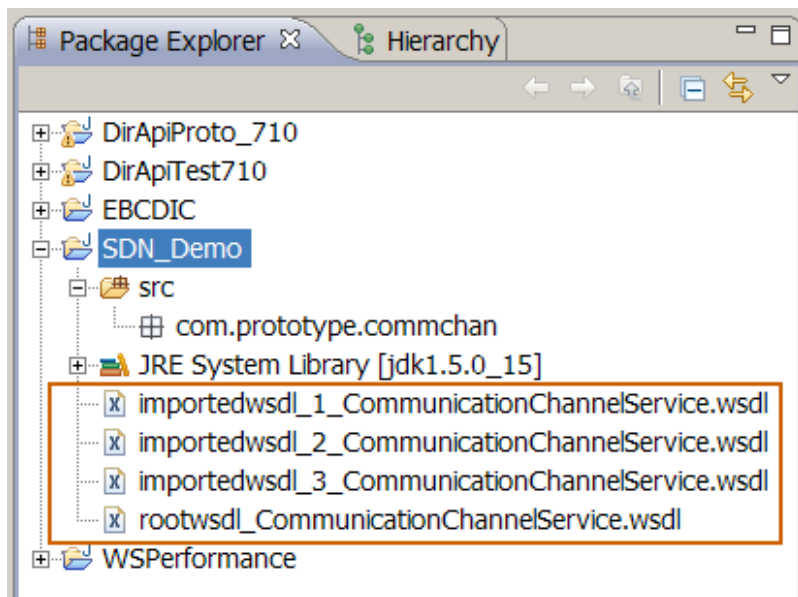 Package Explorer Hierarchy
DirApiProto_710
DirApiTest710
EBCDIC
SDN_Demo
src
com.prototype.commchan
JRE System Library [jdk1.5.0_15]
importedwsdl_1_CommunicationChannelService.wsdl
importedwsdl_2_CommunicationChannelService.wsdl
importedwsdl_3_CommunicationChannelService.wsdl
rootwsdl_CommunicationChannelService.wsdl
WSPerformance